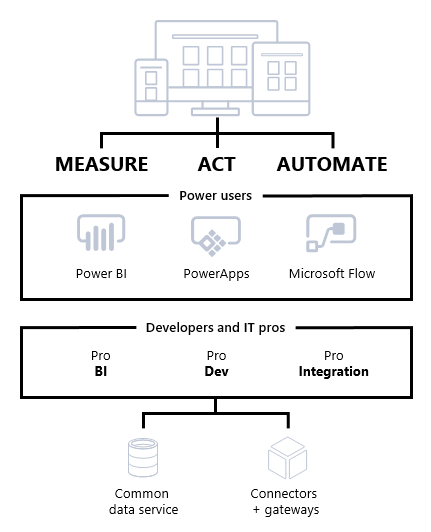 MEASURE ACT AUTOMATE
Power users
Power BI PowerApps Microsoft Flow
Developers and IT pros
Pro Pro Pro
BI Dev Integration
Common Connectors
data service + gateways